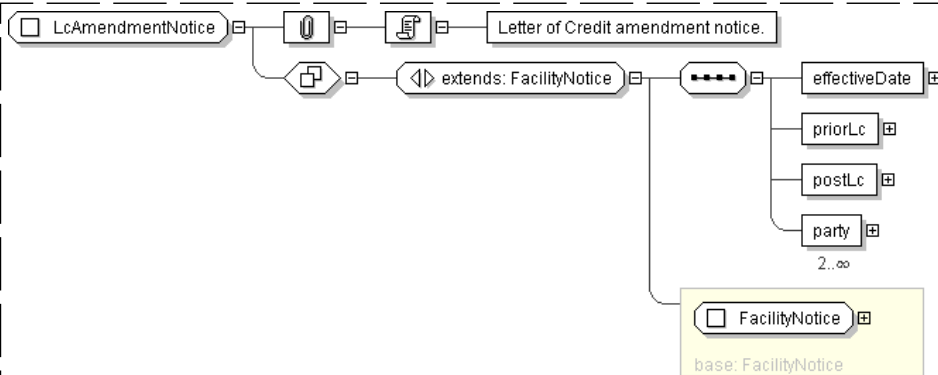 LcAmendmentNotice
Letter of Credit amendment notice.
extends: FacilityNotice
effectiveDate
priorLc
postLc
party
2..∞
FacilityNotice
base: FacilityNotice